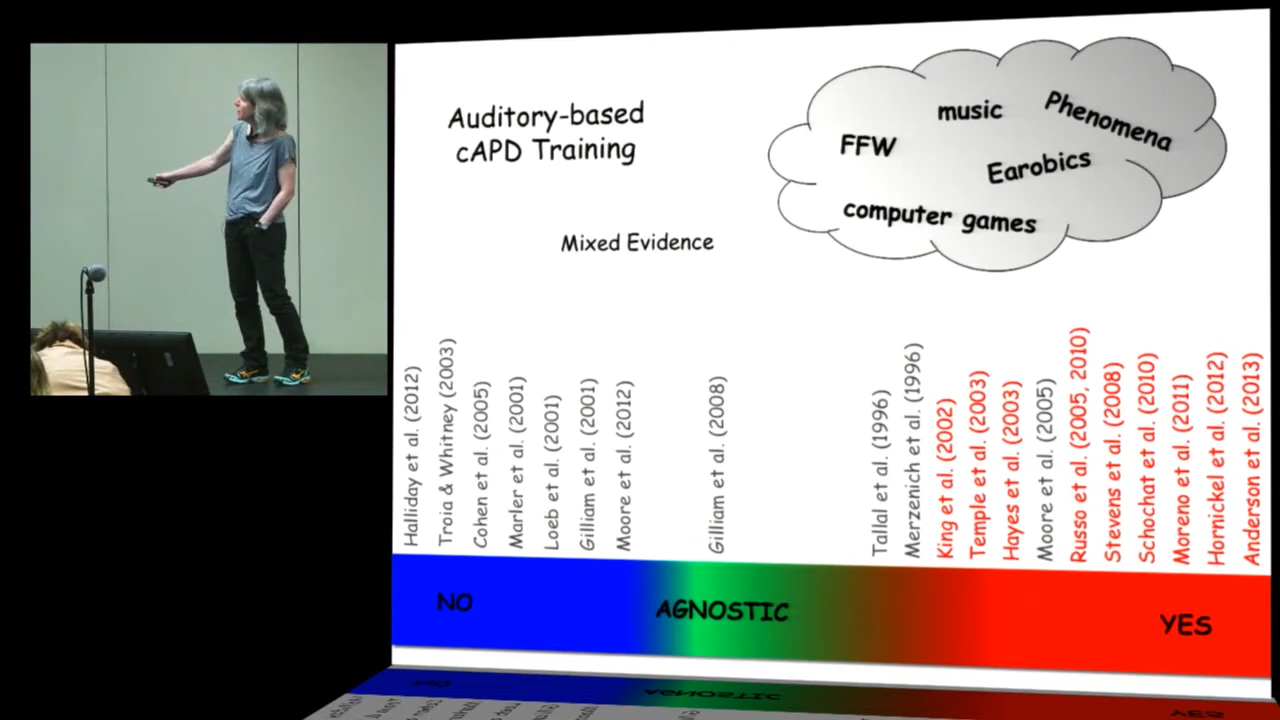 Auditory-based
cAPD Training
Mixed Evidence
music
Phenomena
FFW
Earobics
computer games
Halliday et al. (2012)
Troia & Whitney (2003)
Cohen et al. (2005)
Marler et al. (2001)
Loeb et al. (2001)
Gilliam et al. (2001)
Moore et al. (2012)
Gilliam et al. (2008)
Tallal et al. (1996)
Merzenich et al. (1996)
King et al. (2002)
Temple et al. (2003)
Hayes et al. (2003)
Moore et al. (2005)
Russo et al. (2005, 2010)
Stevens et al. (2008)
Schochat et al. (2010)
Moreno et al. (2011)
Hornickel et al. (2012)
Anderson et al. (2013)
NO
AGNOSTIC
YES